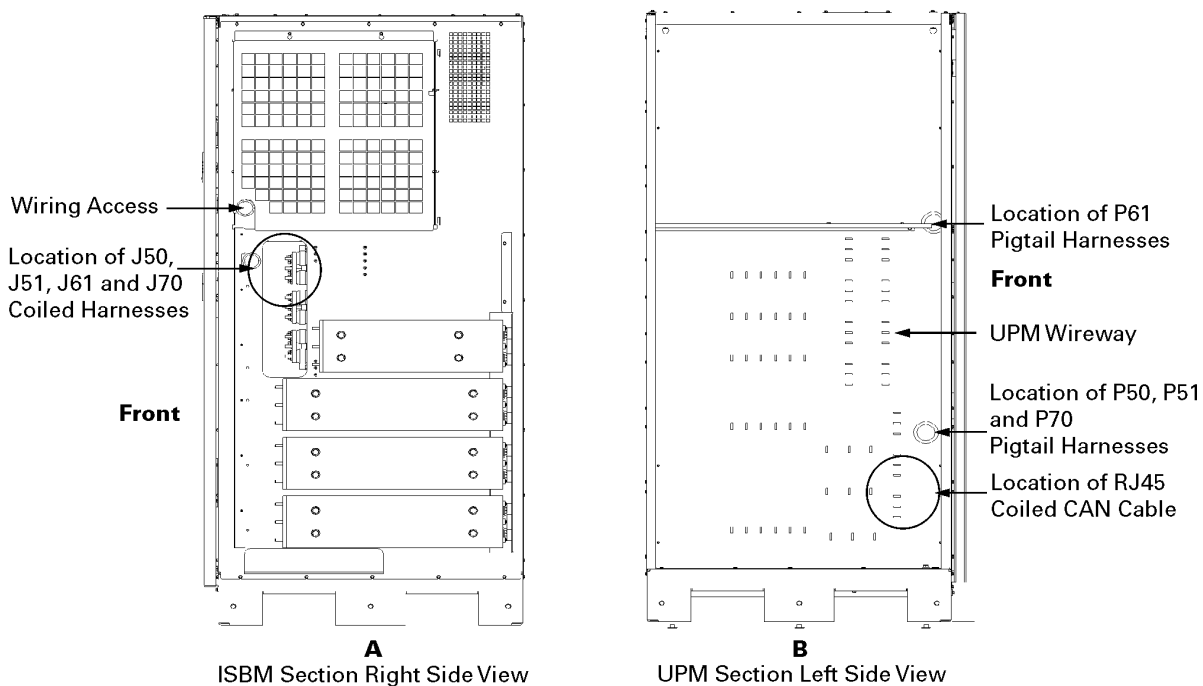 Wiring Access
Location of J50,
J51, J61 and J70
Coiled Harnesses
Front
A
ISBM Section Right Side View
Location of P61
Pigtail Harnesses
Front
UPM Wireway
Location of P50, P51
and P70
Pigtail Harnesses
Location of RJ45
Coiled CAN Cable
B
UPM Section Left Side View